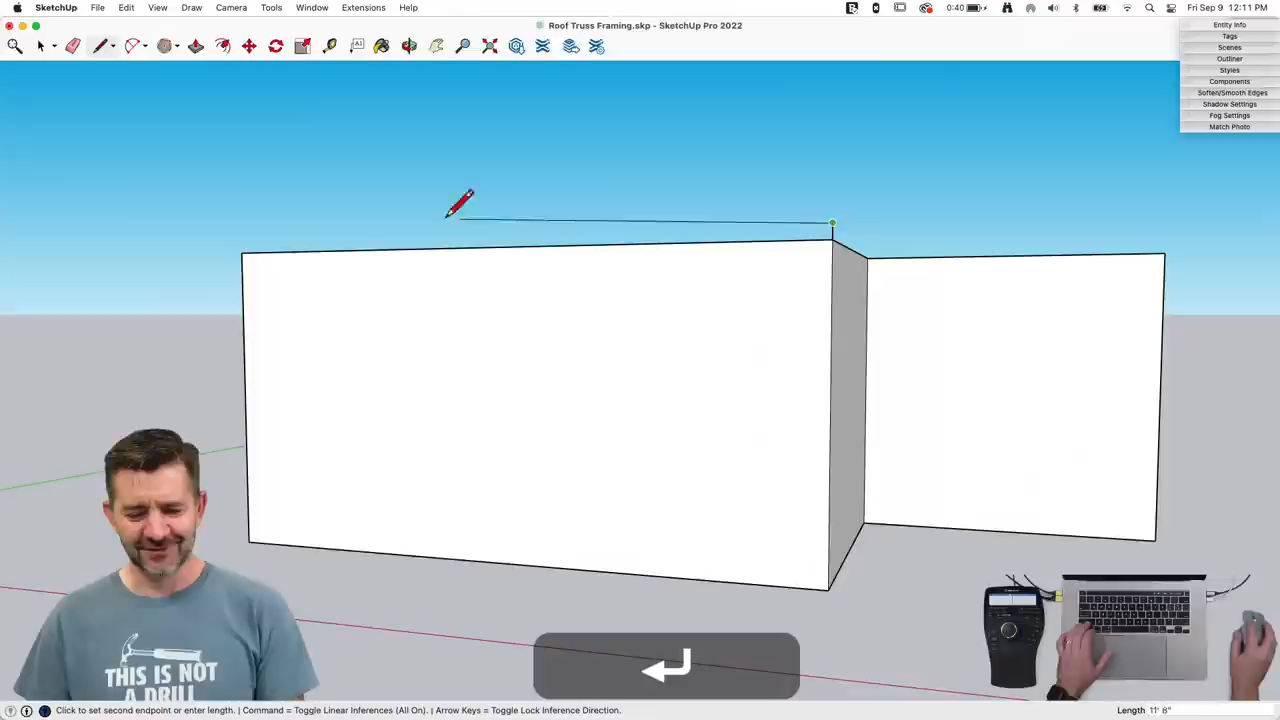 SketchUp File Edit View Draw Camera Tools Window Extensions Help 0:40 Fri Sep 9 12:11 PM
Roof Truss Framing.skp - SketchUp Pro 2022
Entity Info
Tags
Scenes
Outliner
Styles
Components
Soften/Smooth Edges
Shadow Settings
Fog Settings
Match Photo
THIS IS NOT
A DRILL
Click to set second endpoint or enter length. | Command = Toggle Linear Inferences (All On). | Arrow Keys = Toggle Lock Inference Direction. Length 11' 8"